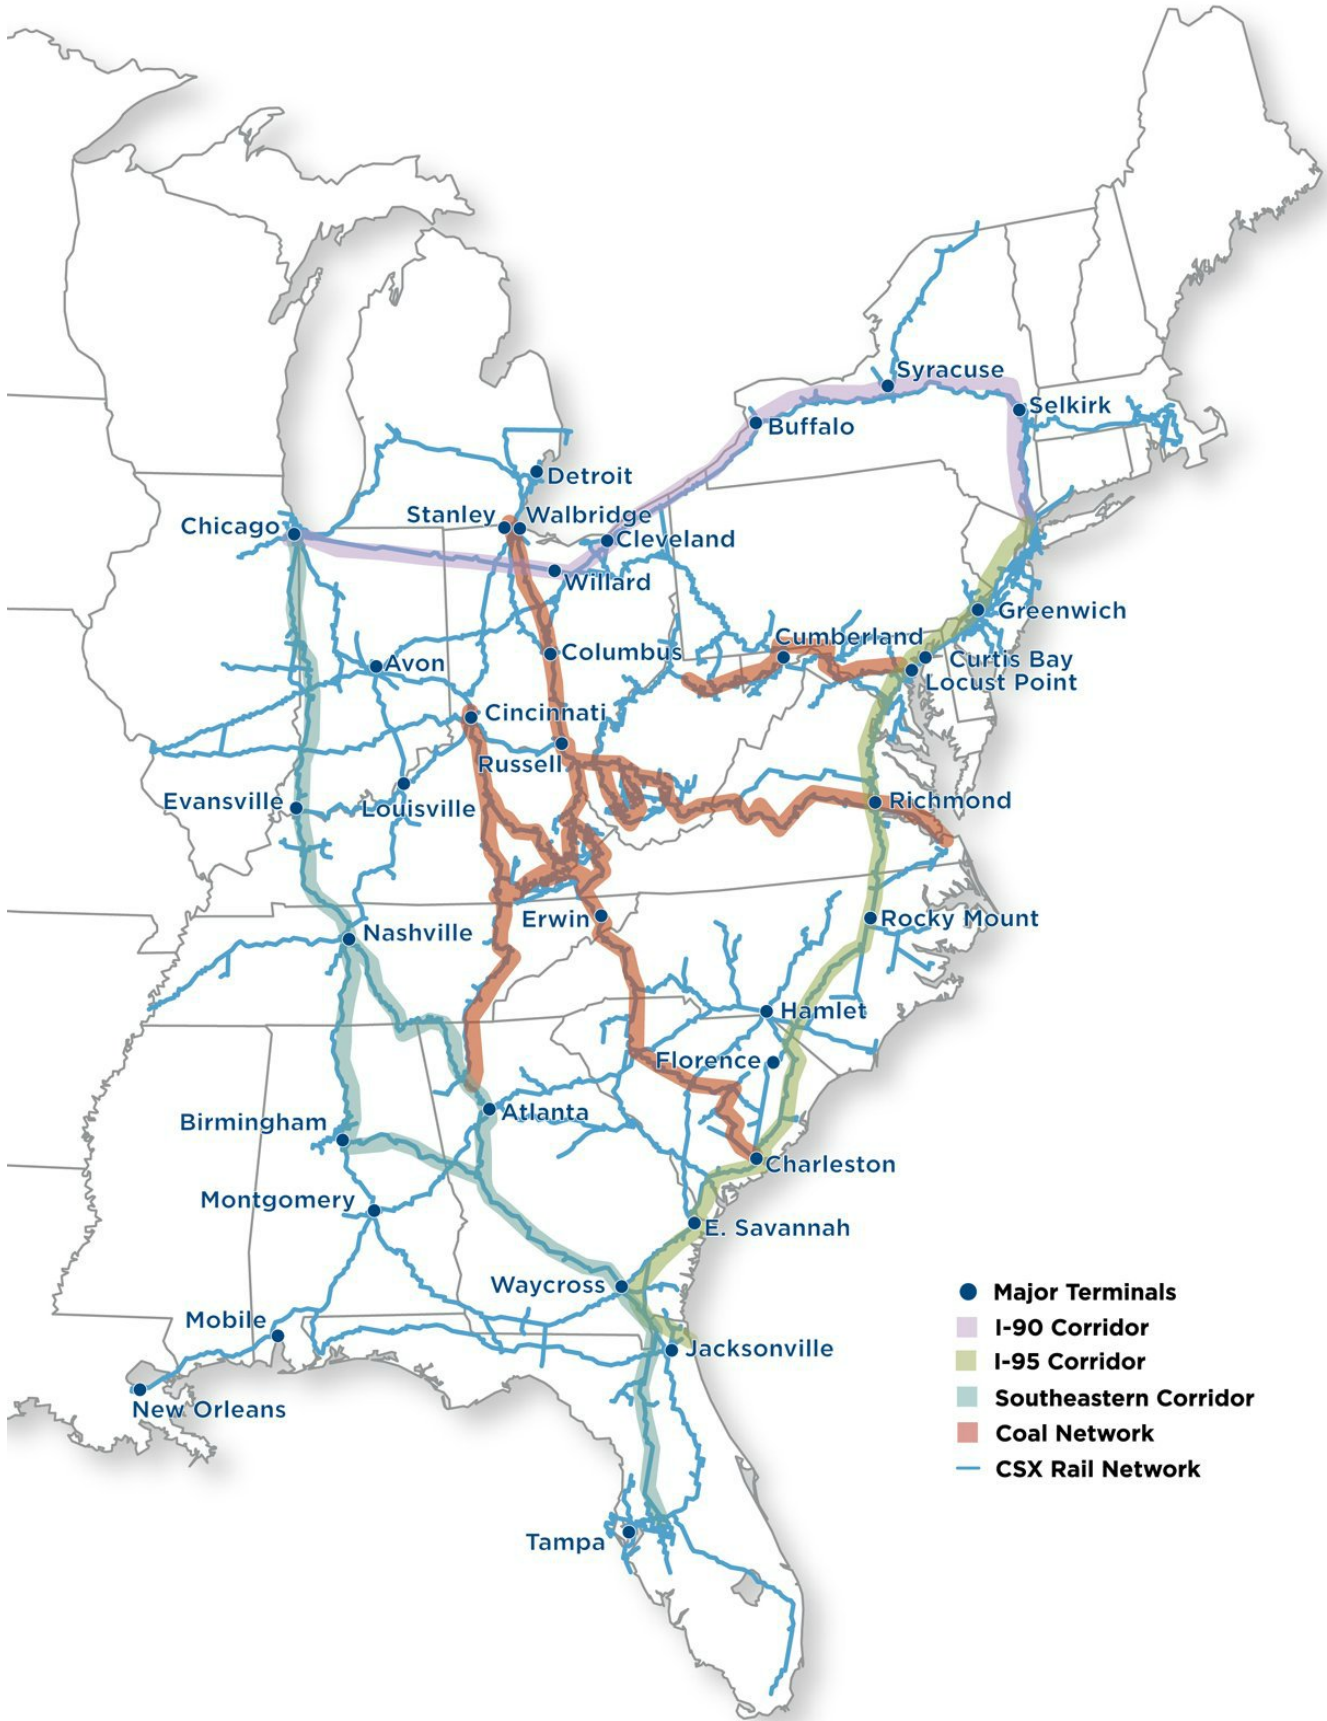 Syracuse
Selkirk
Buffalo
Detroit
Stanley
Walbridge
Chicago
Cleveland
Willard
Greenwich
Cumberland
Columbus
Avon
Curtis Bay
Locust Point
Cincinnati
Russell
Evansville
Louisville
Richmond
Erwin
Rocky Mount
Nashville
Hamlet
Florence
Atlanta
Birmingham
Charleston
Montgomery
E. Savannah
Waycross
Mobile
Jacksonville
New Orleans
Tampa
Major Terminals
I-90 Corridor
I-95 Corridor
Southeastern Corridor
Coal Network
CSX Rail Network